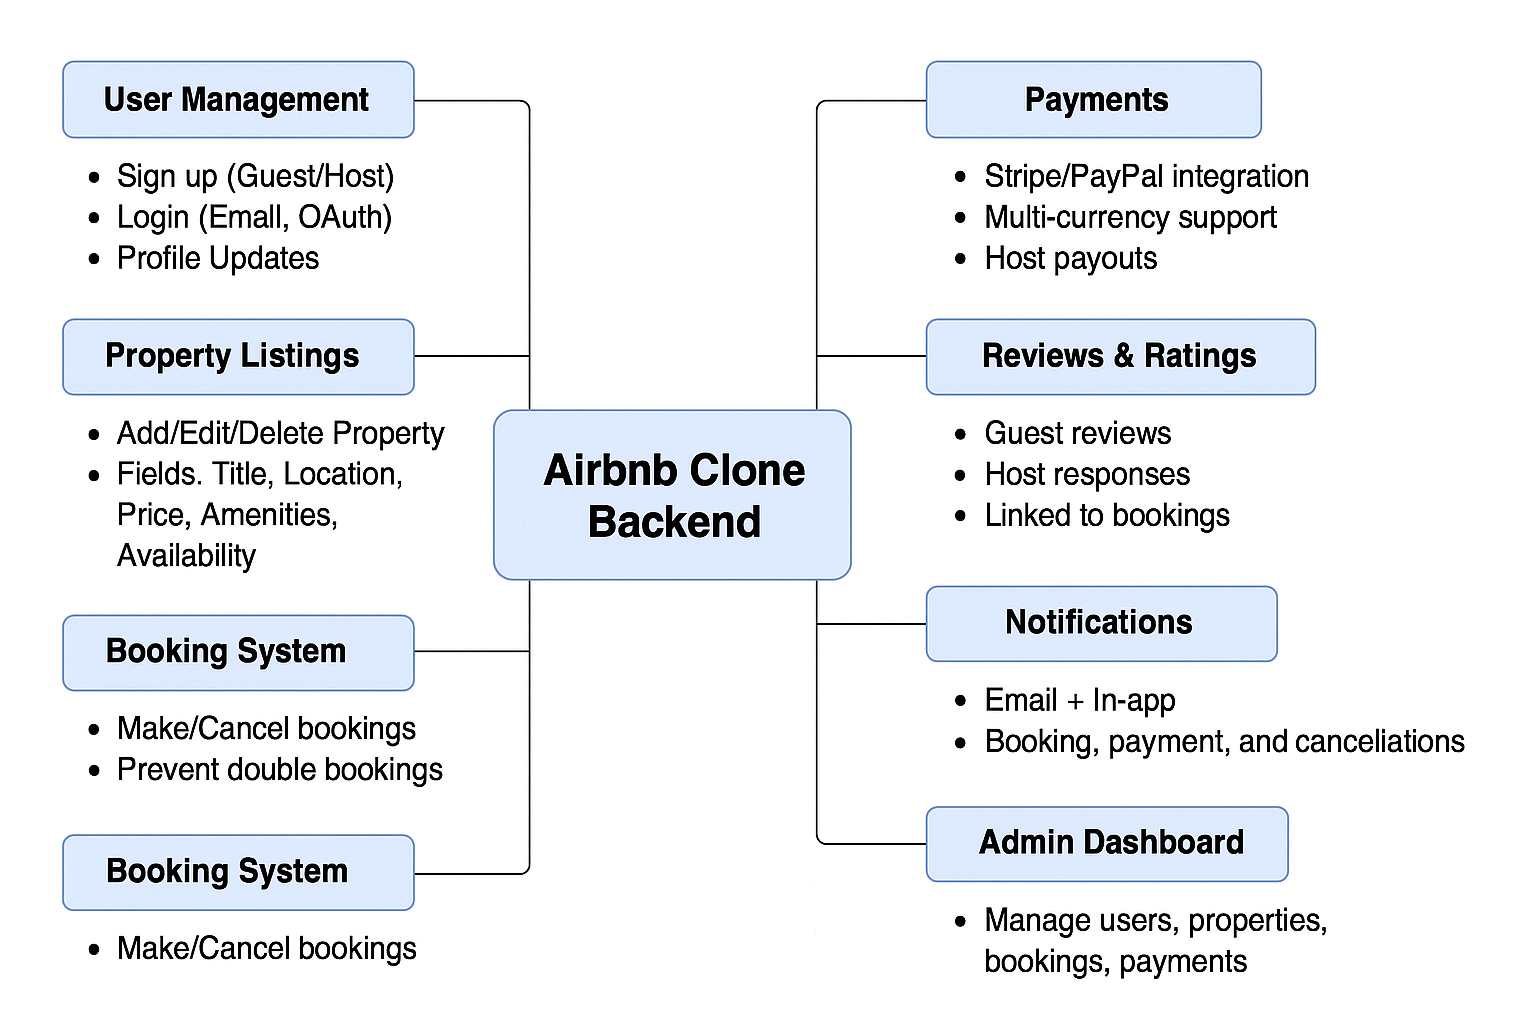 User Management
• Sign up (Guest/Host)
• Login (Emall, OAuth)
• Profile Updates
Property Listings
• Add/Edit/Delete Property
• Fields. Title, Location,
Price, Amenities,
Availability
Booking System
• Make/Cancel bookings
• Prevent double bookings
Booking System
• Make/Cancel bookings
Airbnb Clone
Backend
Payments
• Stripe/PayPal integration
• Multi-currency support
• Host payouts
Reviews & Ratings
• Guest reviews
• Host responses
• Linked to bookings
Notifications
• Email + In-app
• Booking, payment, and canceliations
Admin Dashboard
• Manage users, properties,
bookings, payments